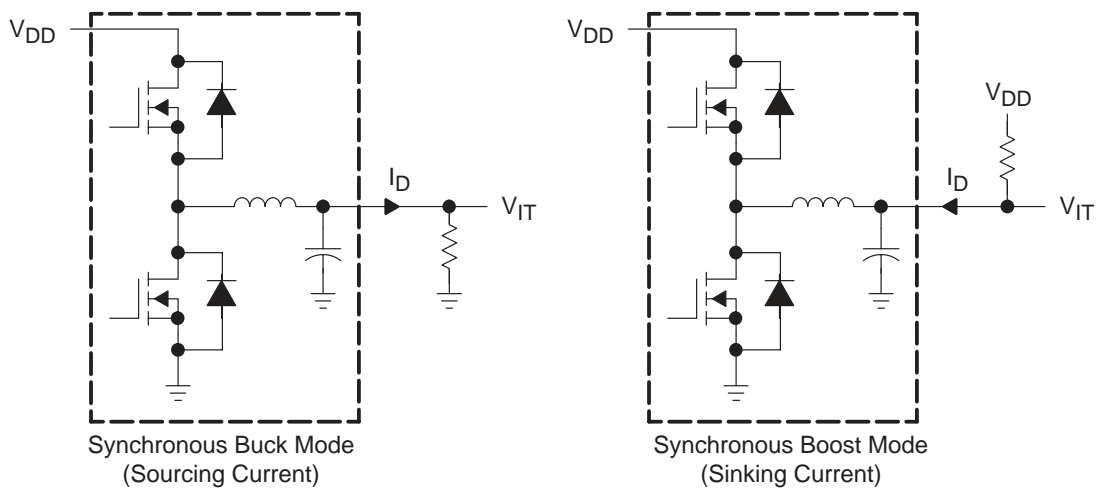 VDD
ID
VIT
Synchronous Buck Mode
(Sourcing Current)
VDD
VDD
ID
VIT
Synchronous Boost Mode
(Sinking Current)